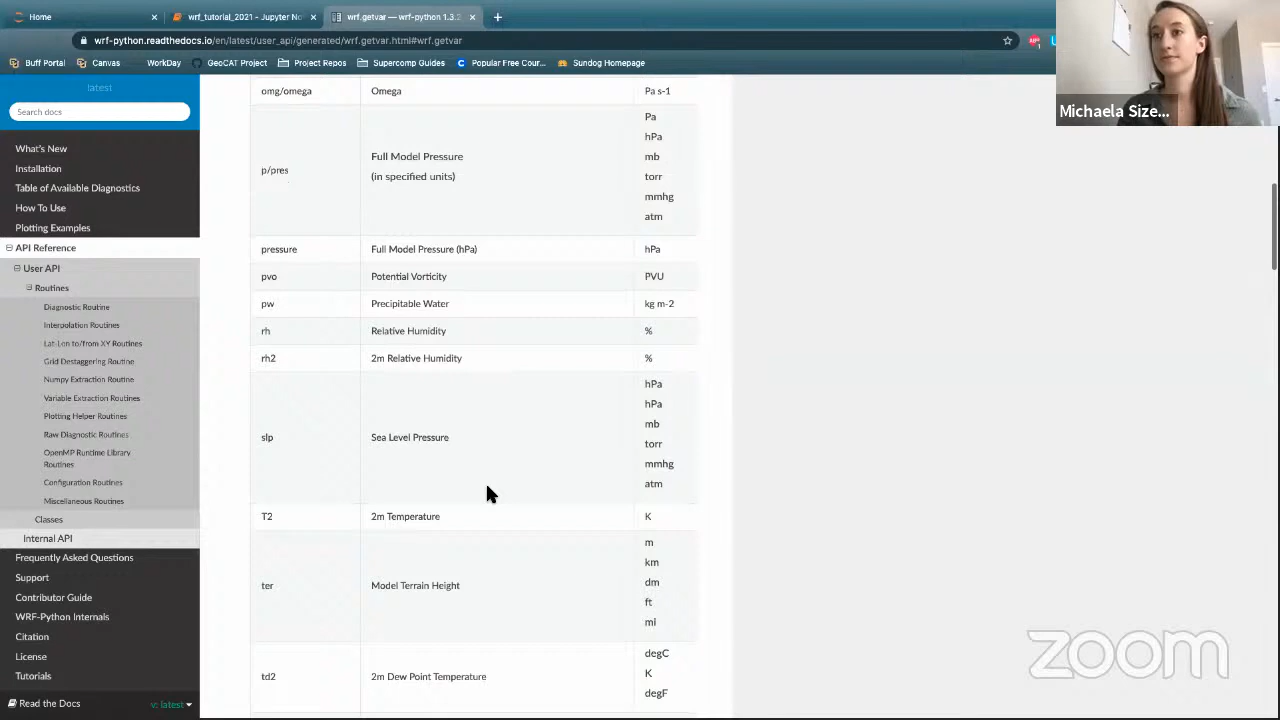 Home
wrf_tutorial_2021 - Jupyter No
wrf.getvar — wrf-python 1.3.2
wrf-python.readthedocs.io/en/latest/user_api/generated/wrf.getvar.html#wrf.getvar
Buff Portal
Canvas
WorkDay
GeoCAT Project
Project Repos
Supercomp Guides
Popular Free Cour...
Sundog Homepage
Michaela Size...
latest
Search docs
What's New
Installation
Table of Available Diagnostics
How To Use
Plotting Examples
API Reference
User API
Routines
Diagnostic Routine
Interpolation Routines
Lat-Lon to/from XY Routines
Grid Destaggering Routine
Numpy Extraction Routine
Variable Extraction Routines
Plotting Helper Routines
Raw Diagnostic Routines
OpenMP Runtime Library
Routines
Configuration Routines
Miscellaneous Routines
Classes
Internal API
Frequently Asked Questions
Support
Contributor Guide
WRF-Python Internals
Citation
License
Tutorials
Read the Docs
v: latest
omg/omega Omega Pa s-1
p/pres
Full Model Pressure
(in specified units)
Pa
hPa
mb
torr
mmhg
atm
pressure Full Model Pressure (hPa) hPa
pvo Potential Vorticity PVU
pw Precipitable Water kg m-2
rh Relative Humidity %
rh2 2m Relative Humidity %
slp Sea Level Pressure
hPa
hPa
mb
torr
mmhg
atm
T2 2m Temperature K
ter Model Terrain Height
m
km
dm
ft
mi
td2 2m Dew Point Temperature
degC
K
degF
zoom